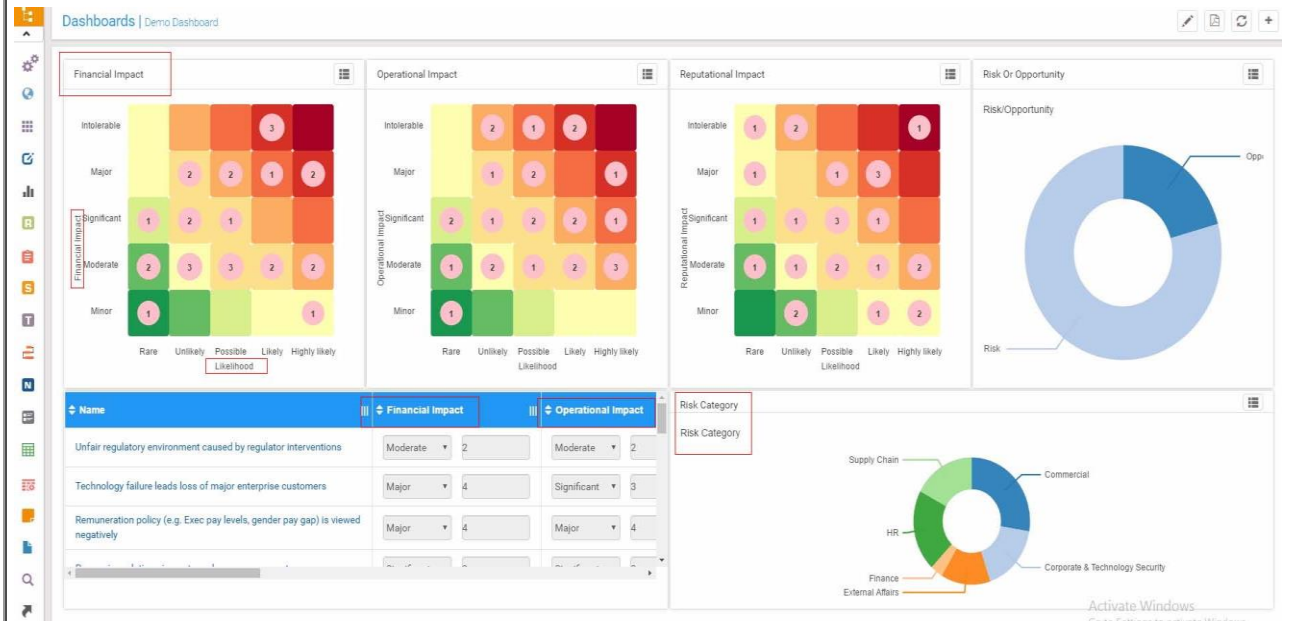 Dashboards | Demo Dashboard
Financial Impact
Intolerable 3
Major 2 2 1 2
Significant 1 2 1
Moderate 2 3 3 2 2
Minor 1 1
Financial Impact
Rare Unlikely Possible Likely Highly likely
Likelihood
Operational Impact
Intolerable 2 1 2
Major 1 2 1
Significant 2 1 2 2 1
Moderate 1 2 1 2 3
Minor 1
Operational Impact
Rare Unlikely Possible Likely Highly likely
Likelihood
Reputational Impact
Intolerable 1 2 1
Major 1 1 3
Significant 1 1 3 1
Moderate 1 1 2 1 2
Minor 2 1 2
Reputational Impact
Rare Unlikely Possible Likely Highly likely
Likelihood
Risk Or Opportunity
Risk/Opportunity
Oppo
Risk
Name Financial Impact Operational Impact
Unfair regulatory environment caused by regulator interventions Moderate 2 Moderate 2
Technology failure leads loss of major enterprise customers Major 4 Significant 3
Remuneration policy (e.g. Exec pay levels, gender pay gap) is viewed
negatively Major 4 Major 4
Risk Category
Risk Category
Supply Chain
Commercial
HR
Finance
External Affairs
Corporate & Technology Security
Activate Windows
A
S
T
N